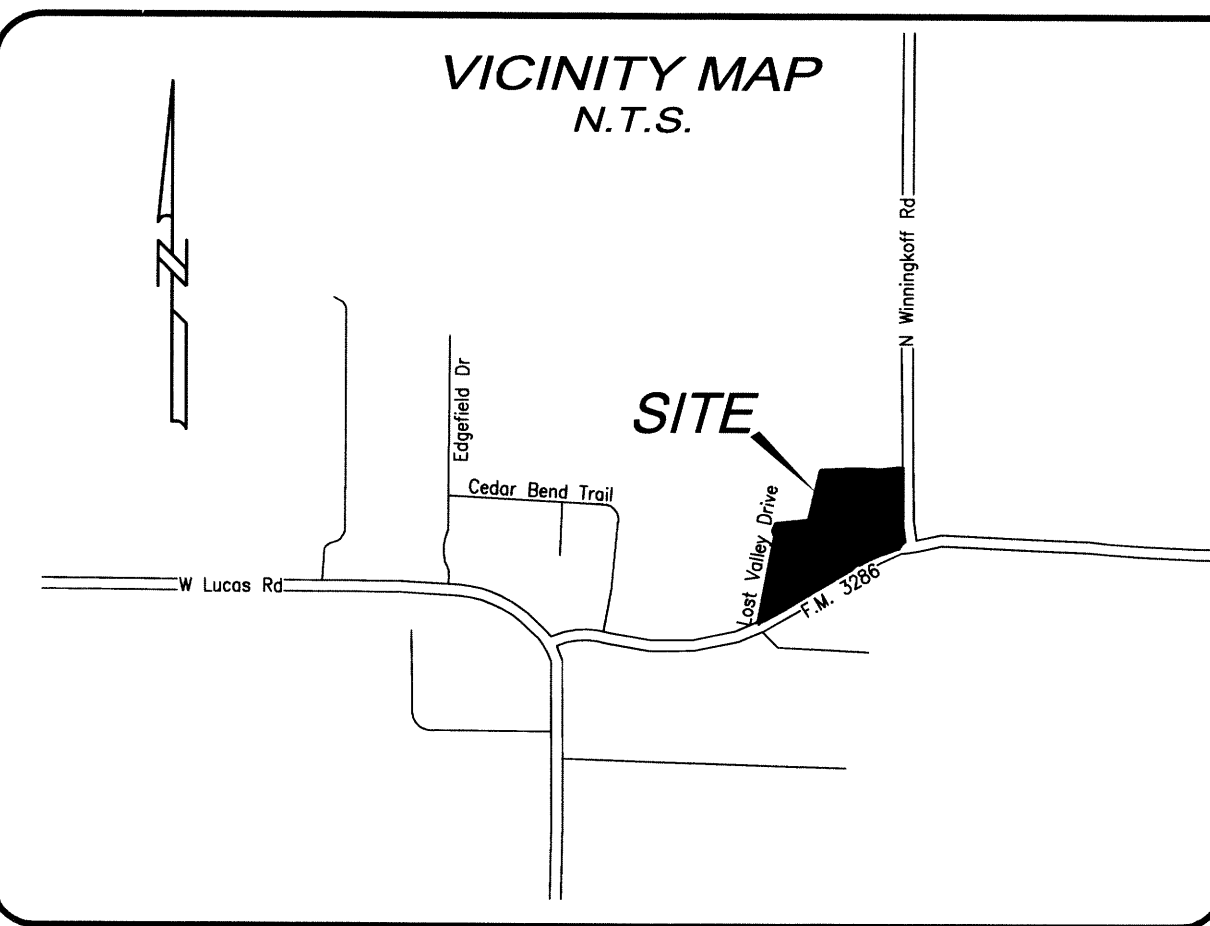 VICINITY MAP
N.T.S.
N
N Winningkoff Rd
Edgefield Dr
SITE
Cedar Bend Trail
Lost Valley Drive
W Lucas Rd
F.M. 3286